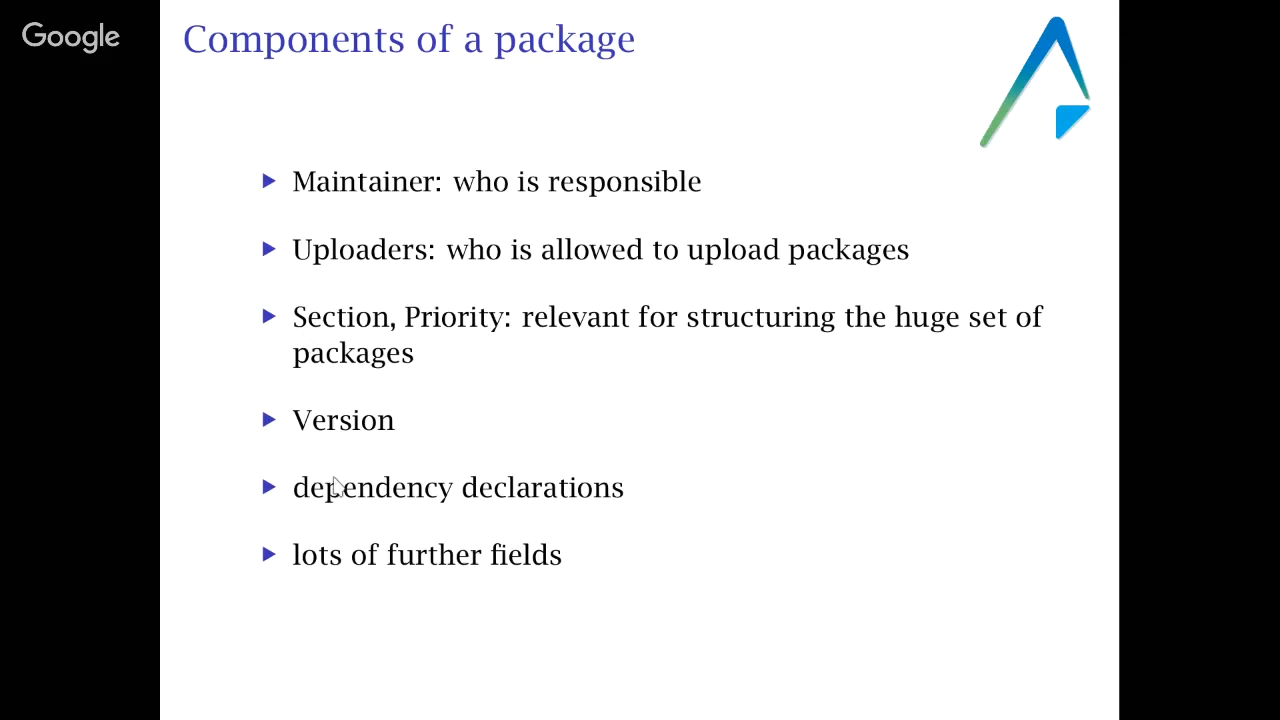 Google
Components of a package
Maintainer: who is responsible
Uploaders: who is allowed to upload packages
Section, Priority: relevant for structuring the huge set of
packages
Version
dependency declarations
lots of further fields